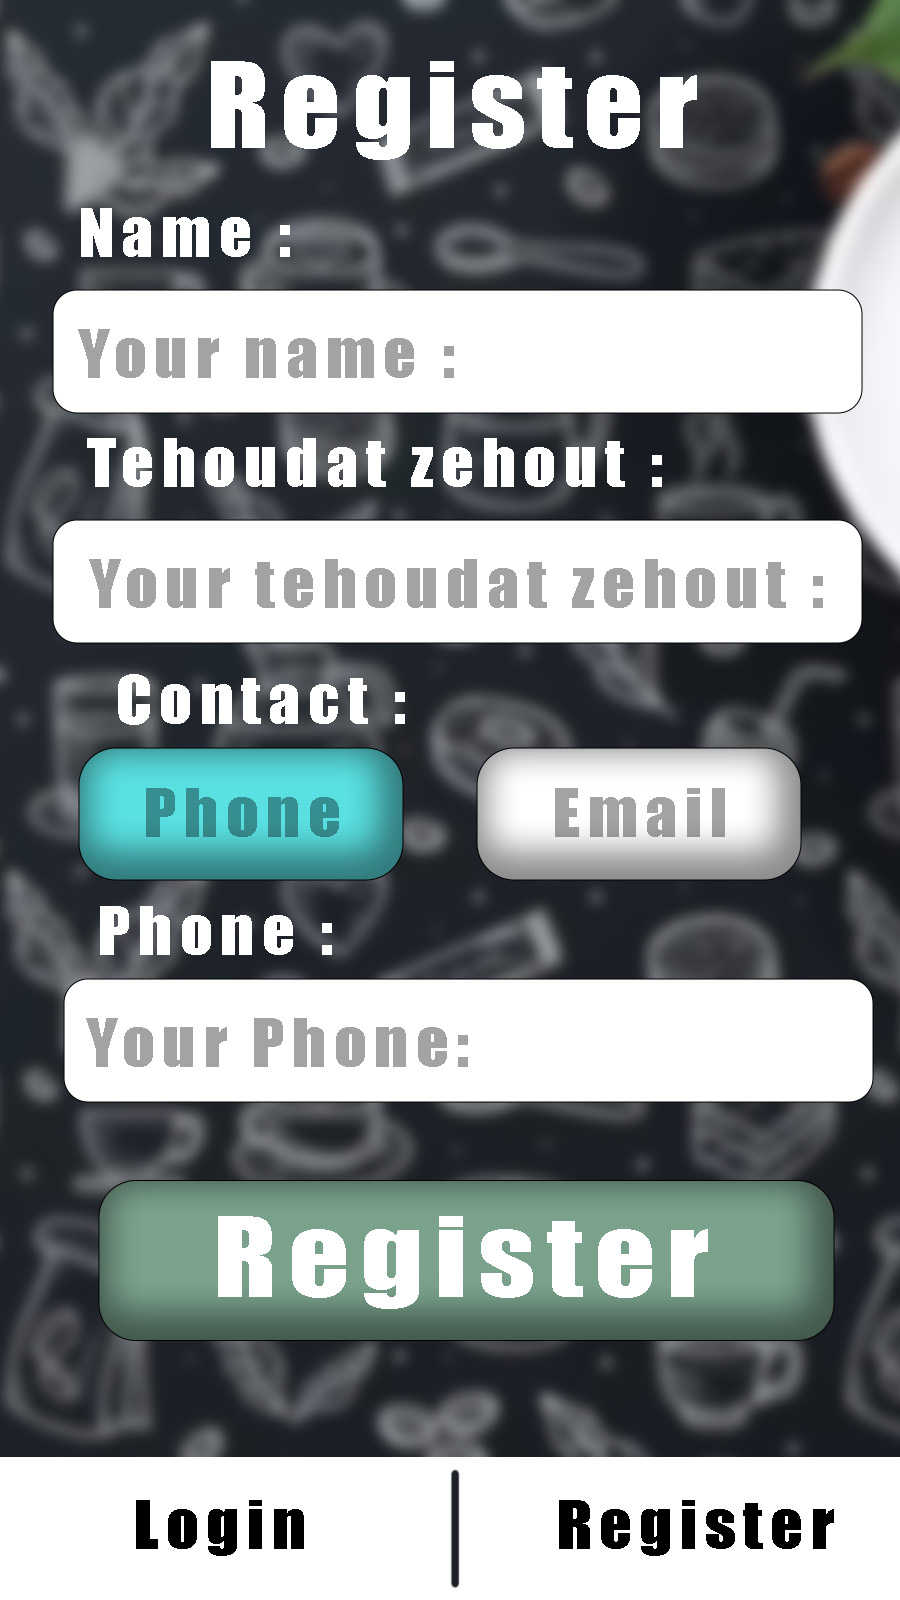 Register
Name :
Your name :
Tehoudat zehout :
Your tehoudat zehout :
Contact :
Phone Email
Phone :
Your Phone:
Register
Login Register